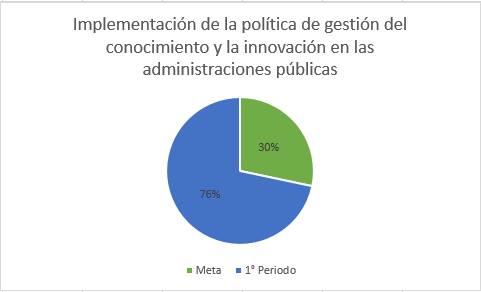 Implementación de la política de gestión del
conocimiento y la innovación en las
administraciones públicas
30%
76%
Meta
1° Periodo